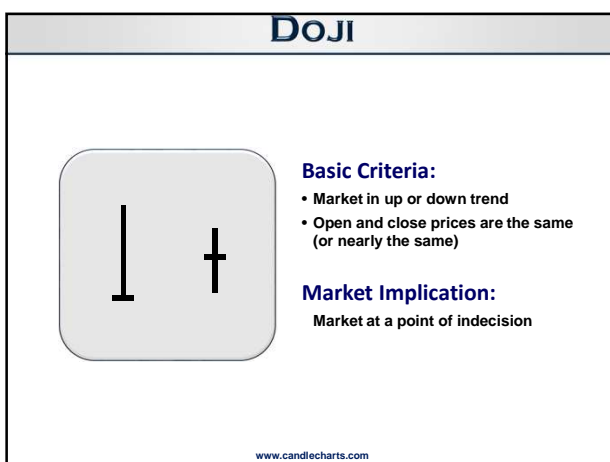 DOJI
Basic Criteria:
• Market in up or down trend
• Open and close prices are the same
(or nearly the same)
Market Implication:
Market at a point of indecision
www.candlecharts.com